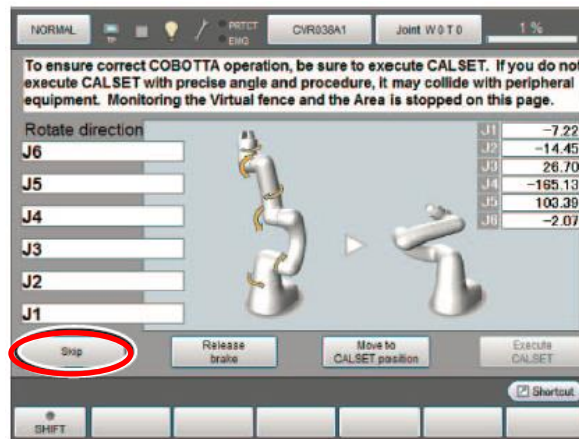 NORMAL
TP
PRTCT
EMG
CVR038A1
Joint W 0 T 0
1 %
To ensure correct COBOTTA operation, be sure to execute CALSET. If you do not
execute CALSET with precise angle and procedure, it may collide with peripheral
equipment. Monitoring the Virtual fence and the Area is stopped on this page.
Rotate direction
J6
J5
J4
J3
J2
J1
J1 -7.22
J2 -14.45
J3 26.70
J4 -165.13
J5 103.39
J6 -2.07
Skip
Release
brake
Move to
CALSET position
Execute
CALSET
Shortcut
SHIFT